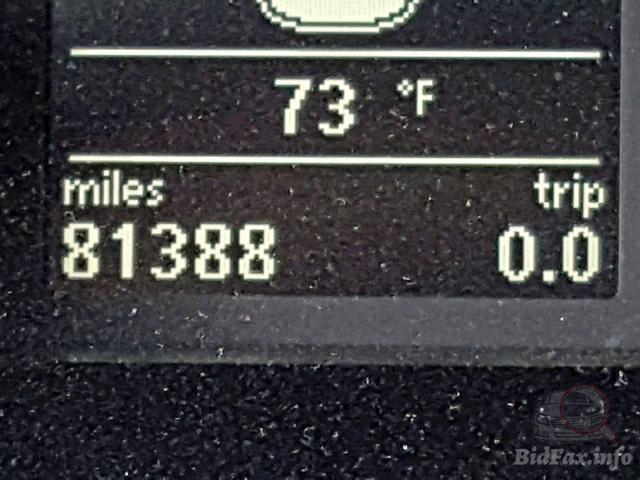 73 °F
miles trip
81388 0.0
BidFax.info